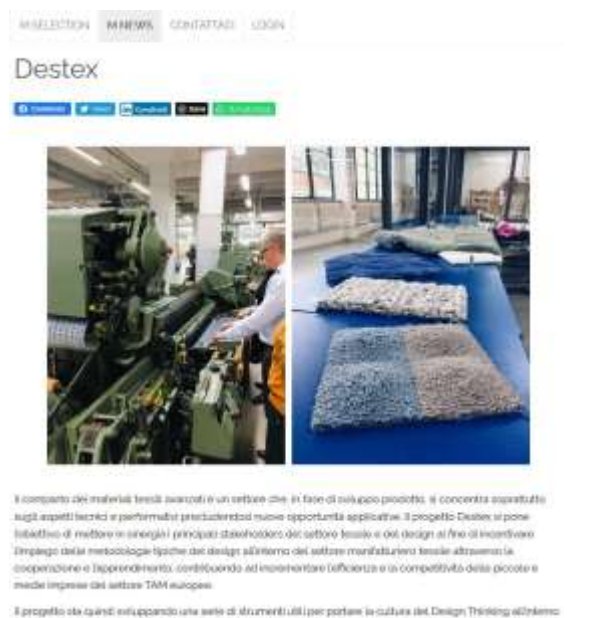 M SELECTION M NEWS CONTATTACI LOGIN
Destex
Condividi
Il comparto dei materiali tessili avanzati è un settore che, in fase di sviluppo prodotto, si concentra soprattutto
sugli aspetti tecnici e performativi precludendosi nuove opportunità applicative. Il progetto Destex si pone
l'obiettivo di mettere in sinergia i principali stakeholders del settore tessile e del design al fine di incentivare
l'impiego delle metodologie tipiche del design all'interno del settore manifatturiero tessile attraverso la
cooperazione e l'apprendimento, contribuendo ad incrementare l'efficienza e la competitività delle piccole e
medie imprese del settore TAM europee.
Il progetto sta quindi sviluppando una serie di strumenti utili per portare la cultura del Design Thinking all'interno